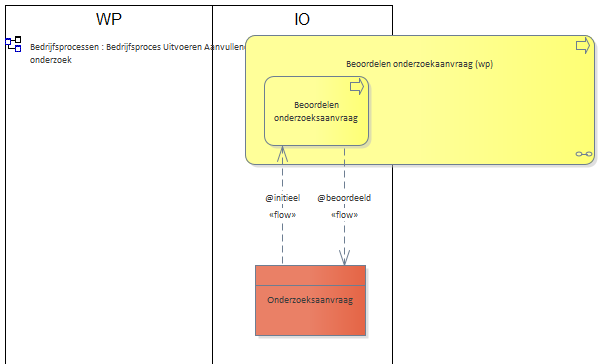 WP
IO
Bedrijfsprocessen : Bedrijfsproces Uitvoeren Aanvullend
onderzoek
Beoordelen onderzoekaanvraag (wp)
Beoordelen
onderzoeksaanvraag
@initieel
@beoordeeld
«flow»
«flow»
Onderzoeksaanvraag